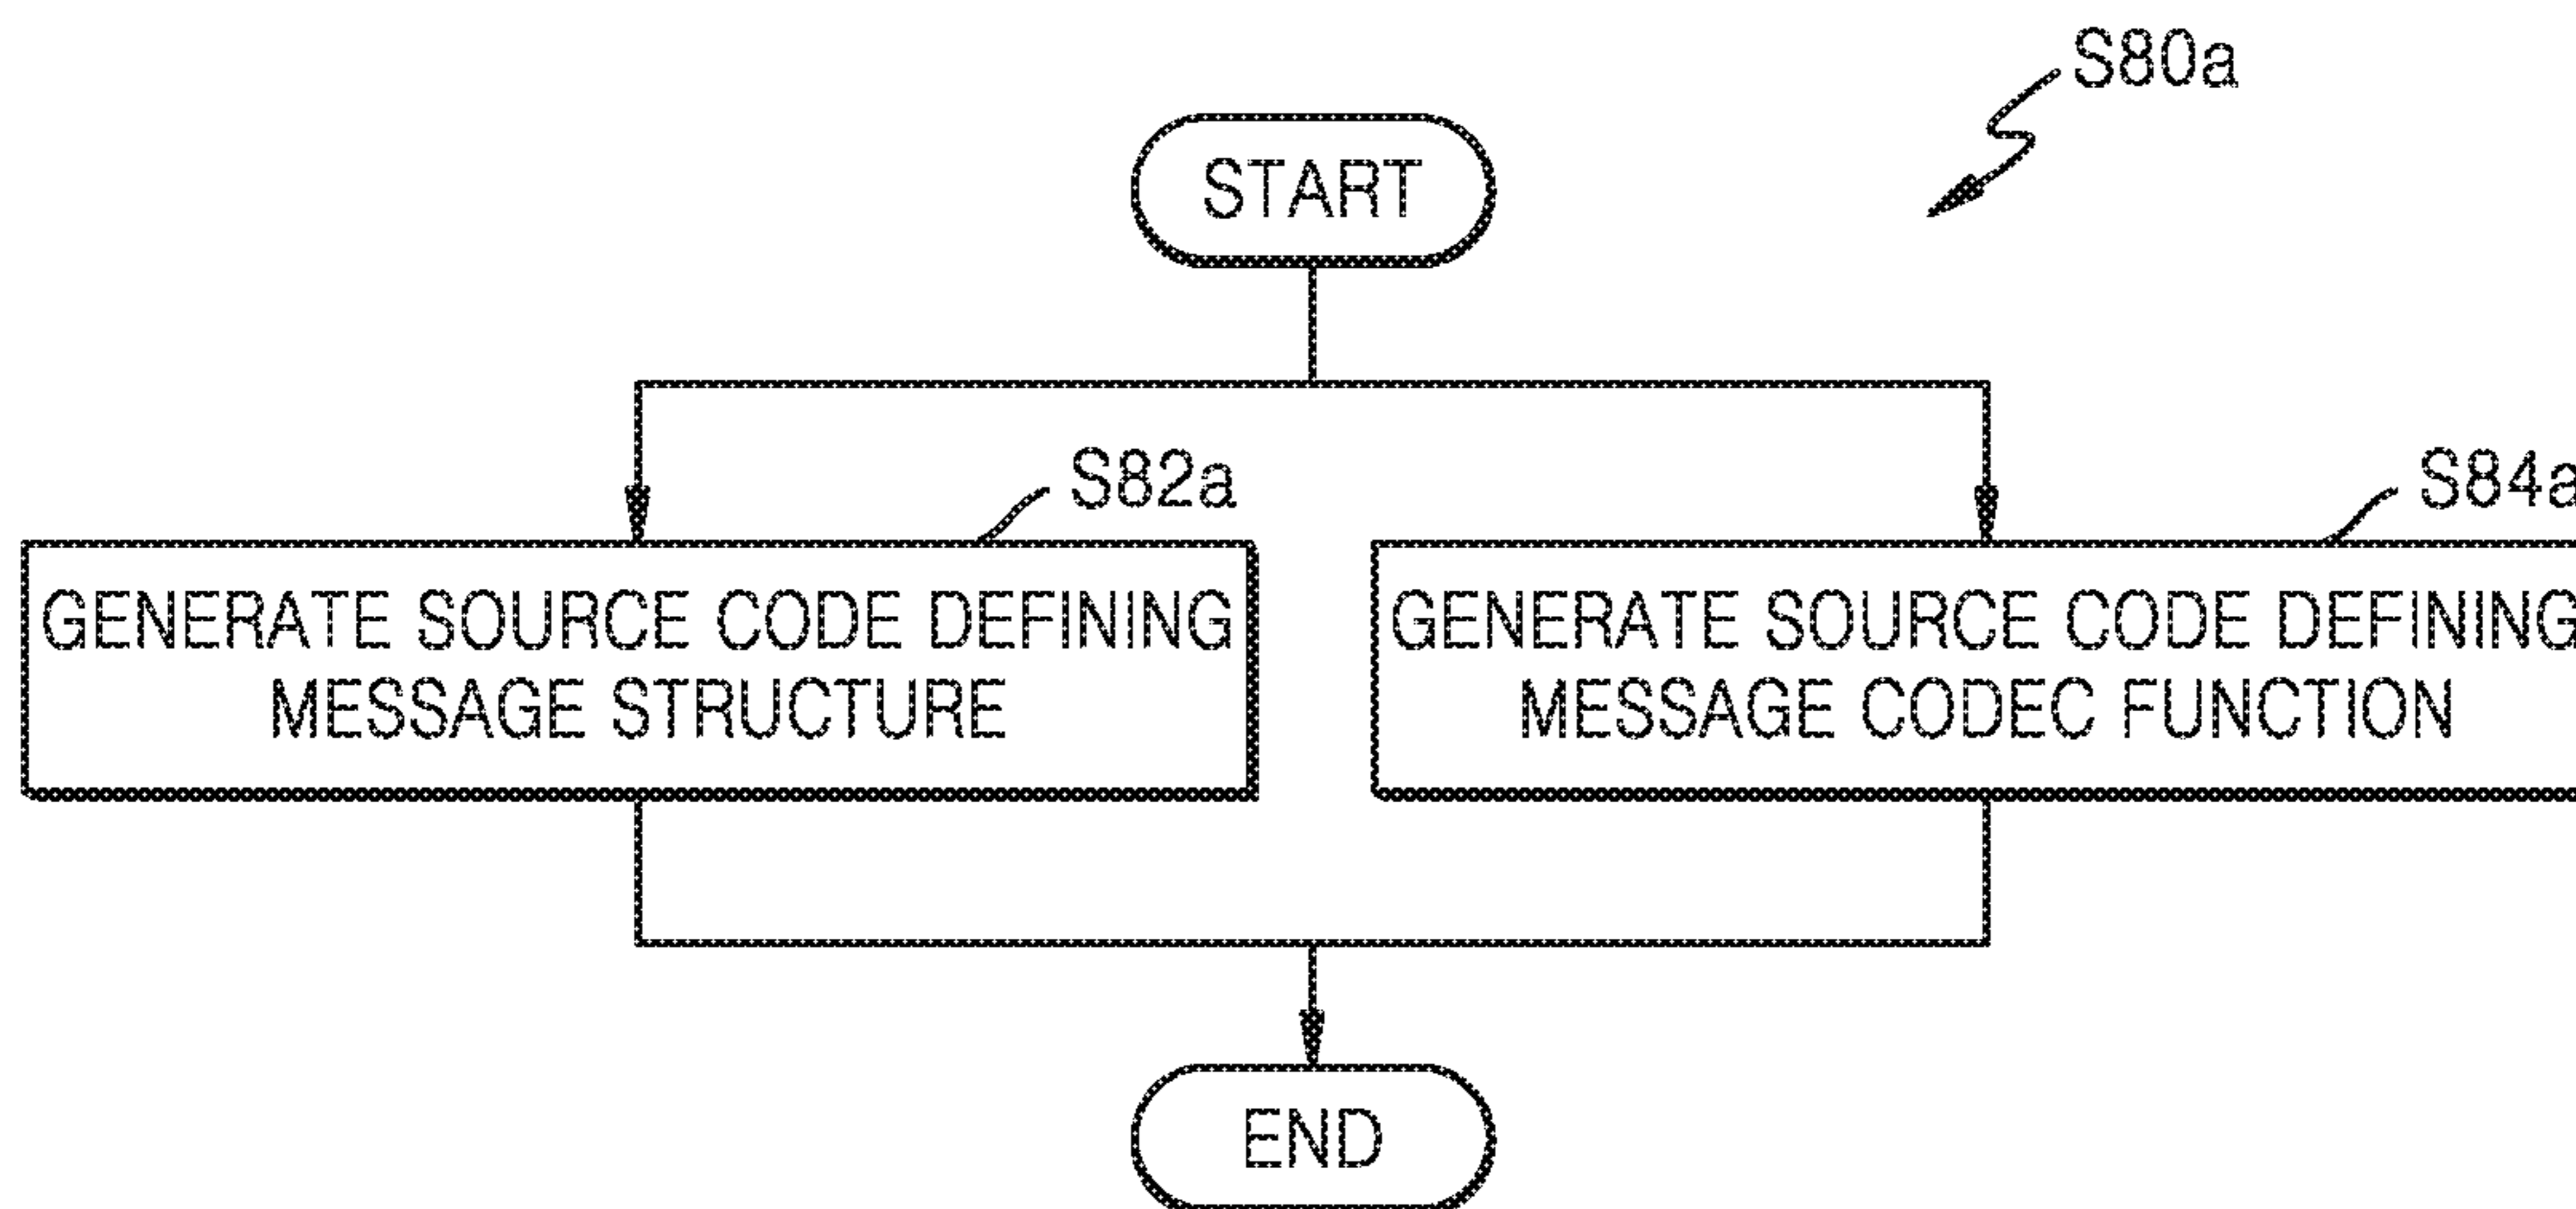 S80a
START
S82a
S84a
GENERATE SOURCE CODE DEFINING
MESSAGE STRUCTURE
GENERATE SOURCE CODE DEFINING
MESSAGE CODEC FUNCTION
END